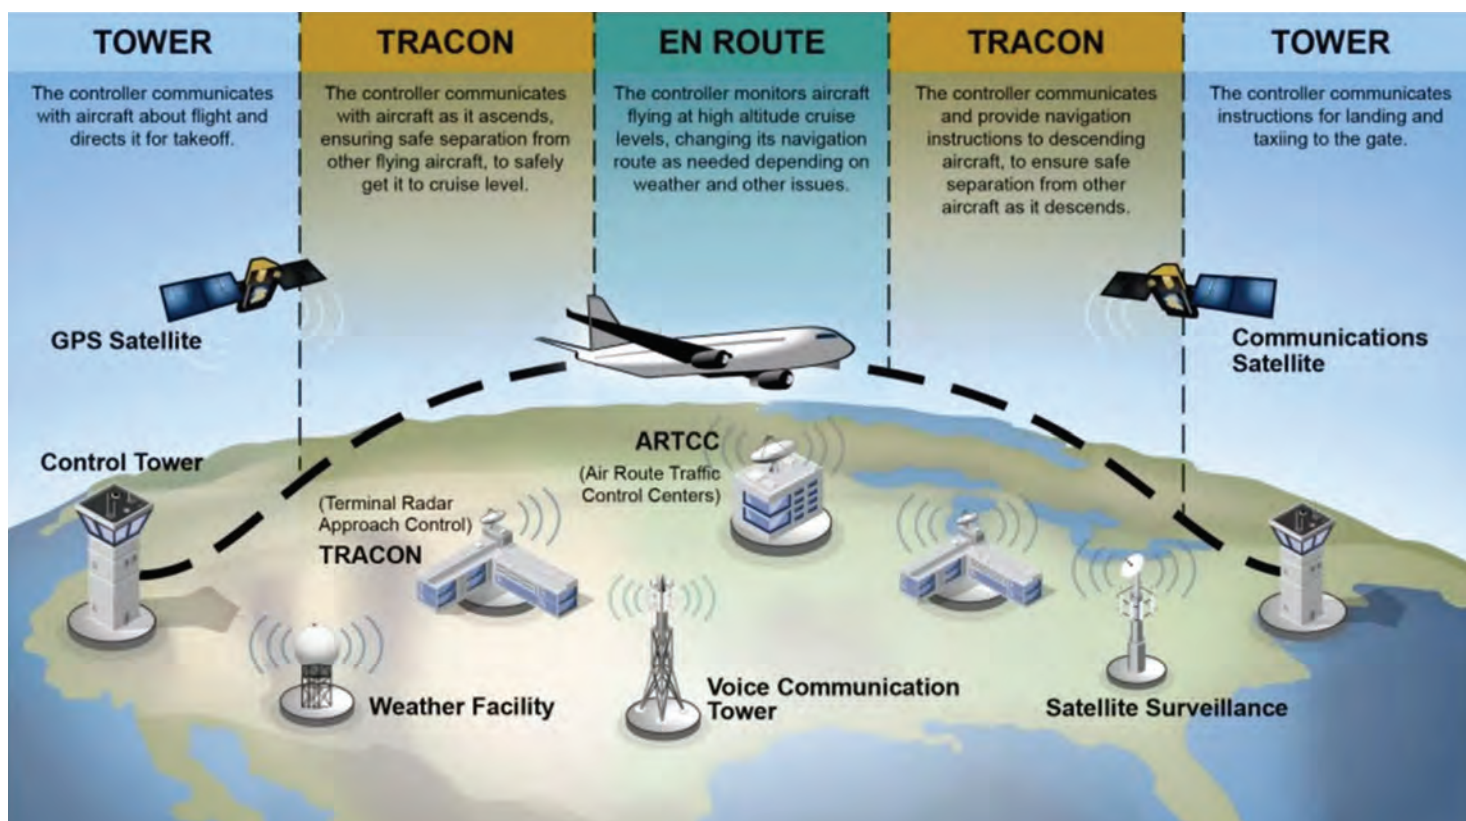 TOWER
The controller communicates
with aircraft about flight and
directs it for takeoff.
TRACON
The controller communicates
with aircraft as it ascends,
ensuring safe separation from
other flying aircraft, to safely
get it to cruise level.
EN ROUTE
The controller monitors aircraft
flying at high altitude cruise
levels, changing its navigation
route as needed depending on
weather and other issues.
TRACON
The controller communicates
and provide navigation
instructions to descending
aircraft, to ensure safe
separation from other
aircraft as it descends.
TOWER
The controller communicates
instructions for landing and
taxiing to the gate.
GPS Satellite
Communications
Satellite
Control Tower
(Terminal Radar
Approach Control)
TRACON
ARTCC
(Air Route Traffic
Control Centers)
Weather Facility
Voice Communication
Tower
Satellite Surveillance